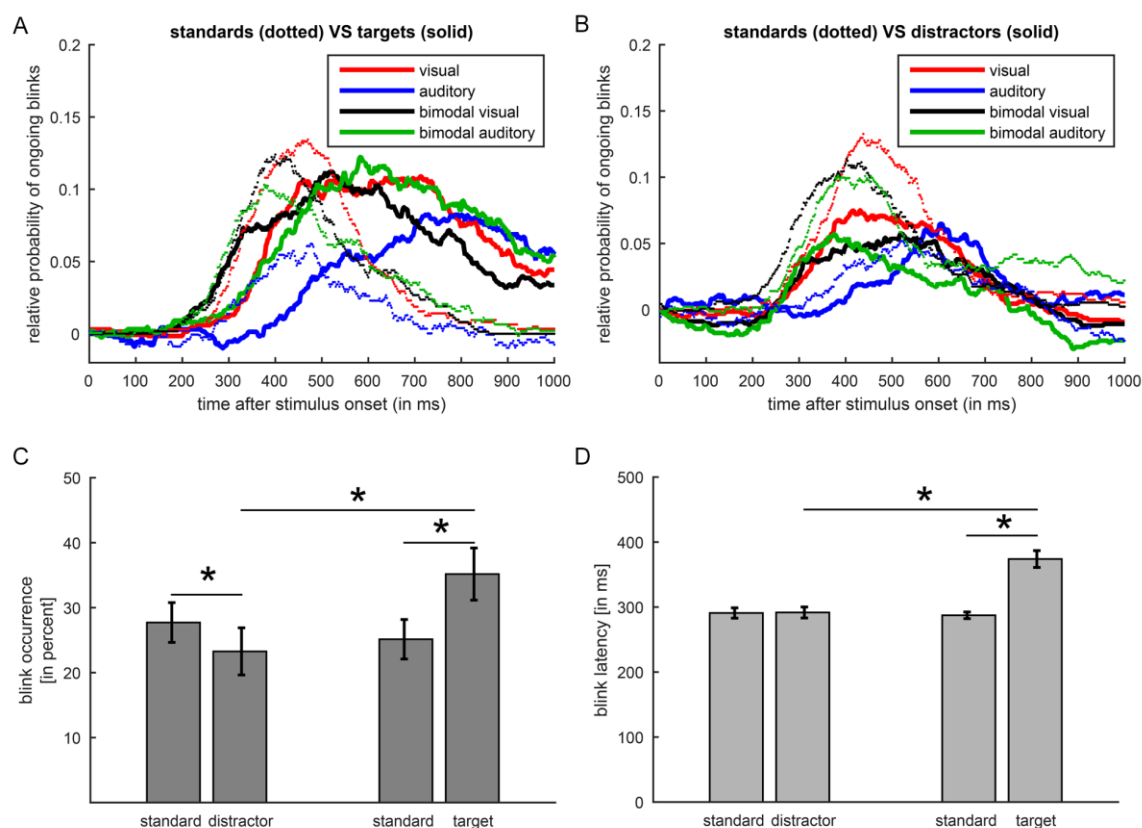 A
standards (dotted) VS targets (solid)
0.2
0.15
0.1
0.05
0
relative probability of ongoing blinks
visual
auditory
bimodal visual
bimodal auditory
0 100 200 300 400 500 600 700 800 900 1000
time after stimulus onset (in ms)
B
standards (dotted) VS distractors (solid)
0.2
0.15
0.1
0.05
0
relative probability of ongoing blinks
visual
auditory
bimodal visual
bimodal auditory
0 100 200 300 400 500 600 700 800 900 1000
time after stimulus onset (in ms)
C
50
40
30
20
10
blink occurrence
[in percent]
*
*
*
standard distractor standard target
D
500
400
300
200
100
0
blink latency [in ms]
*
*
standard distractor standard target